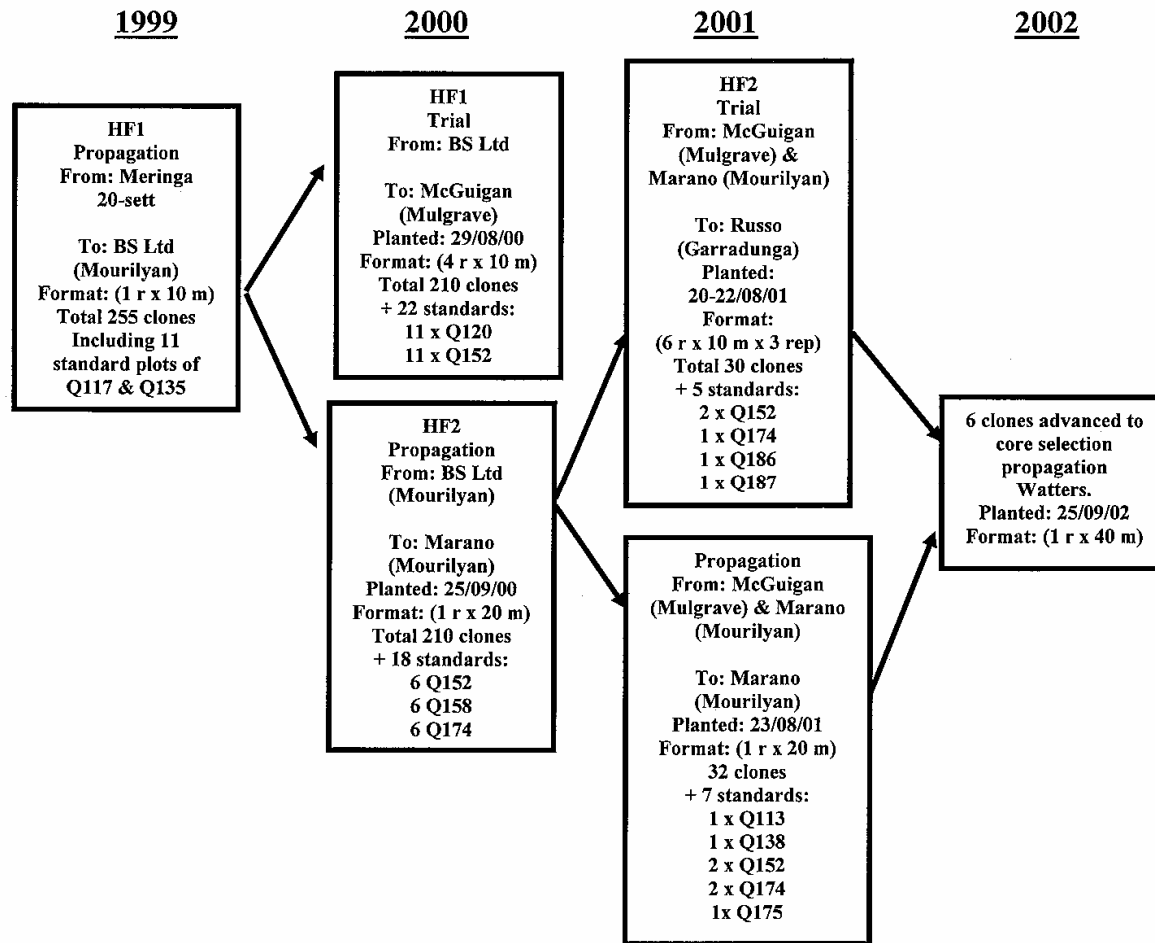 1999
2000
2001
2002
HF1
Propagation
From: Meringa
20-sett
To: BS Ltd
(Mourilyan)
Format: (1 r x 10 m)
Total 255 clones
Including 11
standard plots of
Q117 & Q135
HF1
Trial
From: BS Ltd
To: McGuigan
(Mulgrave)
Planted: 29/08/00
Format: (4 r x 10 m)
Total 210 clones
+ 22 standards:
11 x Q120
11 x Q152
HF2
Propagation
From: BS Ltd
(Mourilyan)
To: Marano
(Mourilyan)
Planted: 25/09/00
Format: (1 r x 20 m)
Total 210 clones
+ 18 standards:
6 Q152
6 Q158
6 Q174
HF2
Trial
From: McGuigan
(Mulgrave) &
Marano (Mourilyan)
To: Russo
(Garradunga)
Planted:
20-22/08/01
Format:
(6 r x 10 m x 3 rep)
Total 30 clones
+ 5 standards:
2 x Q152
1 x Q174
1 x Q186
1 x Q187
Propagation
From: McGuigan
(Mulgrave) & Marano
(Mourilyan)
To: Marano
(Mourilyan)
Planted: 23/08/01
Format: (1 r x 20 m)
32 clones
+ 7 standards:
1 x Q113
1 x Q138
2 x Q152
2 x Q174
1x Q175
6 clones advanced to
core selection
propagation
Watters.
Planted: 25/09/02
Format: (1 r x 40 m)